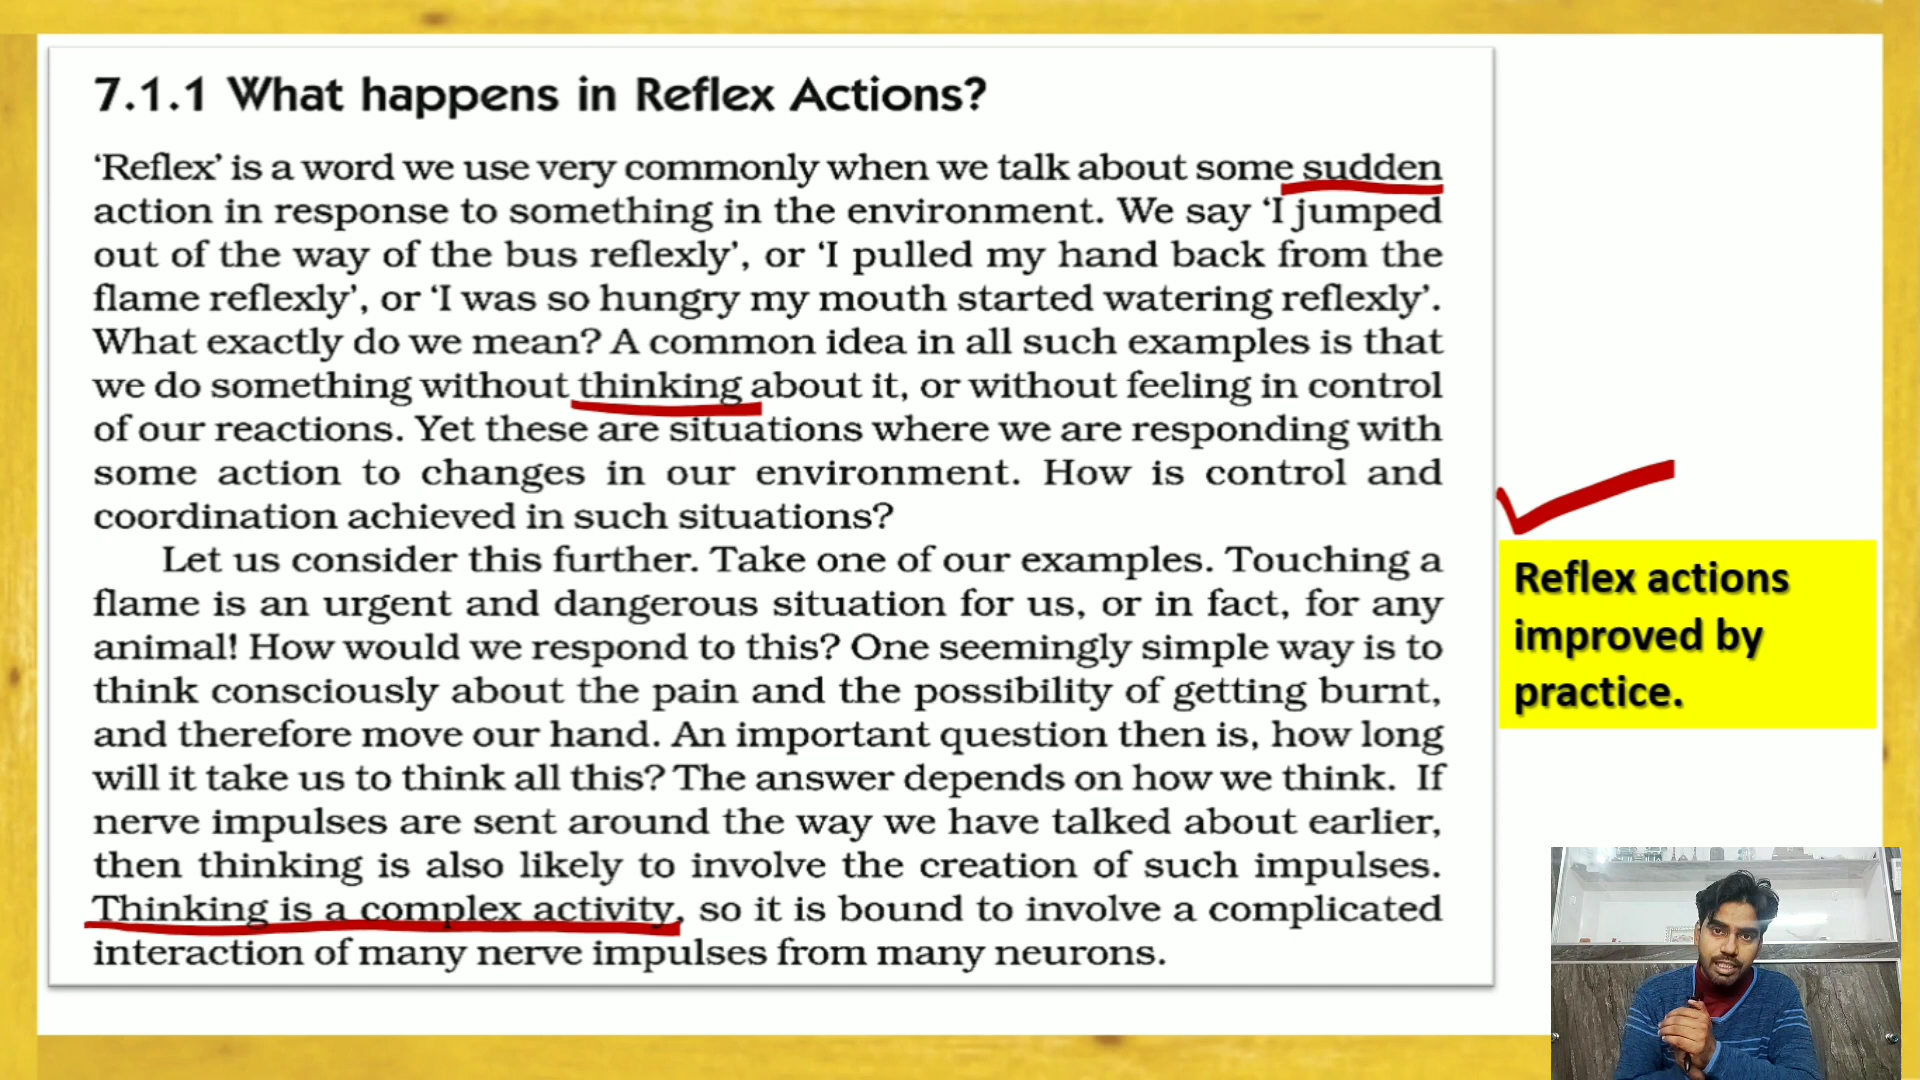 7.1.1 What happens in Reflex Actions?
‘Reflex’ is a word we use very commonly when we talk about some sudden
action in response to something in the environment. We say ‘I jumped
out of the way of the bus reflexly’, or ‘I pulled my hand back from the
flame reflexly’, or ‘I was so hungry my mouth started watering reflexly’.
What exactly do we mean? A common idea in all such examples is that
we do something without thinking about it, or without feeling in control
of our reactions. Yet these are situations where we are responding with
some action to changes in our environment. How is control and
coordination achieved in such situations?
Let us consider this further. Take one of our examples. Touching a
flame is an urgent and dangerous situation for us, or in fact, for any
animal! How would we respond to this? One seemingly simple way is to
think consciously about the pain and the possibility of getting burnt,
and therefore move our hand. An important question then is, how long
will it take us to think all this? The answer depends on how we think. If
nerve impulses are sent around the way we have talked about earlier,
then thinking is also likely to involve the creation of such impulses.
Thinking is a complex activity, so it is bound to involve a complicated
interaction of many nerve impulses from many neurons.
Reflex actions
improved by
practice.